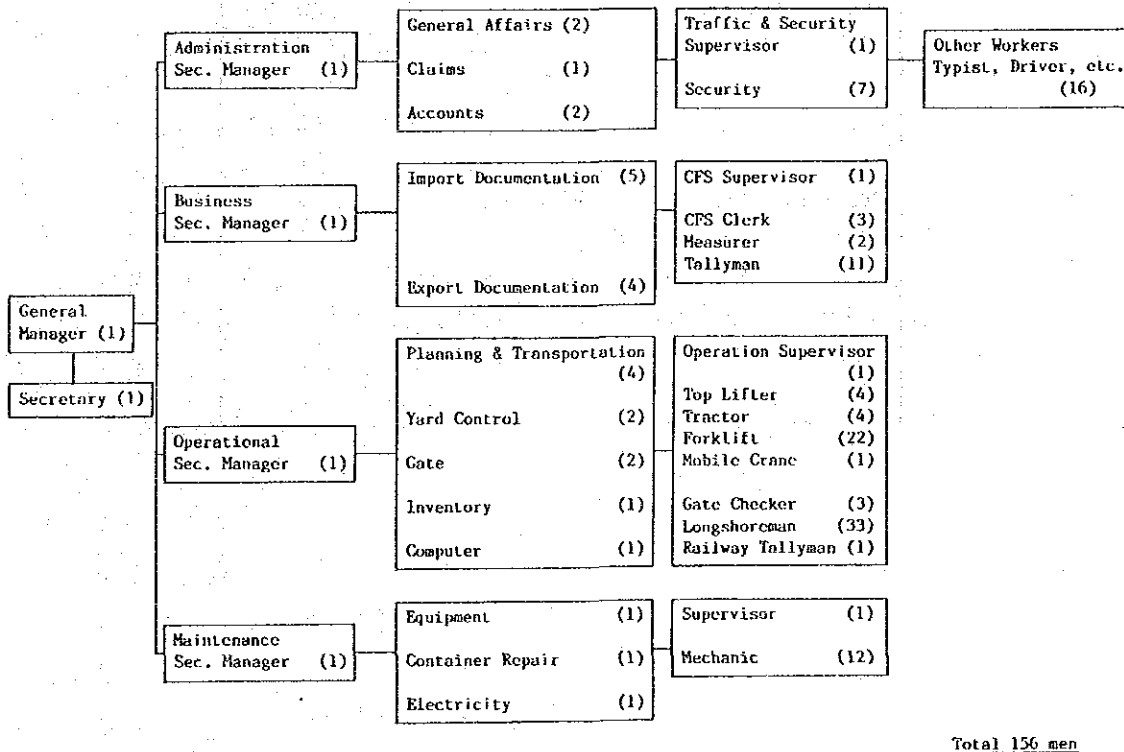 General
Manager (1)
Secretary (1)
Administration
Sec. Manager (1)
General Affairs (2)
Claims (1)
Accounts (2)
Traffic & Security
Supervisor (1)
Security (7)
Other Workers
Typist, Driver, etc.
(16)
Business
Sec. Manager (1)
Import Documentation (5)
Export Documentation (4)
CFS Supervisor (1)
CFS Clerk (3)
Measurer (2)
Tallyman (11)
Operational
Sec. Manager (1)
Planning & Transportation
(4)
Yard Control (2)
Gate (2)
Inventory (1)
Computer (1)
Operation Supervisor
(1)
Top Lifter (4)
Tractor (4)
Forklift (22)
Mobile Crane (1)
Gate Checker (3)
Longshoreman (33)
Railway Tallyman (1)
Maintenance
Sec. Manager (1)
Equipment (1)
Container Repair (1)
Electricity (1)
Supervisor (1)
Mechanic (12)
Total 156 men